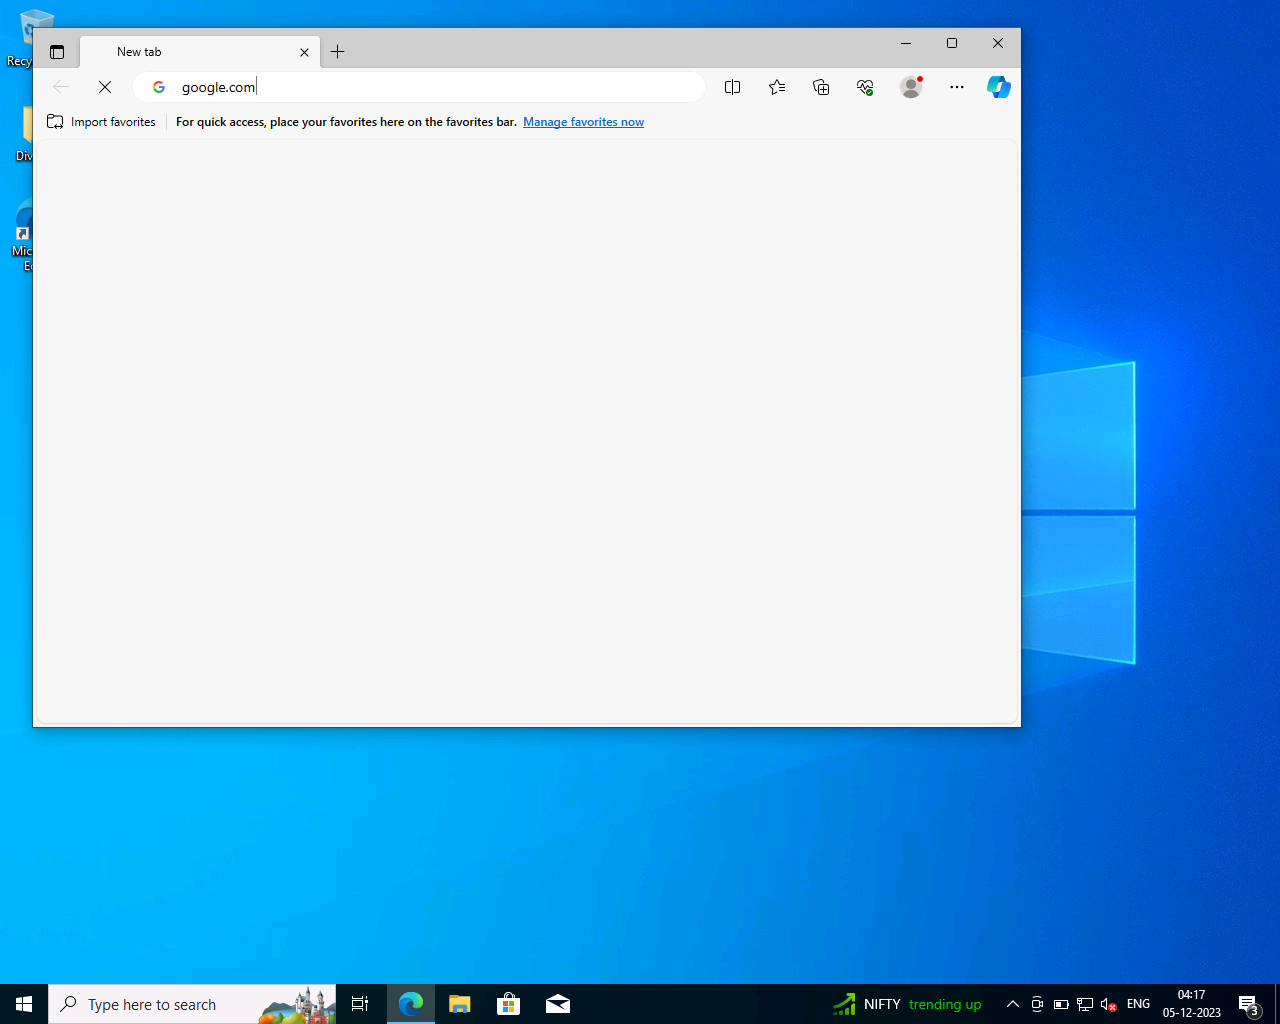 Recy
Div
Mic
Ec
New tab
google.com
Import favorites
For quick access, place your favorites here on the favorites bar. Manage favorites now
Type here to search
NIFTY trending up
ENG
04:17
05-12-2023
3